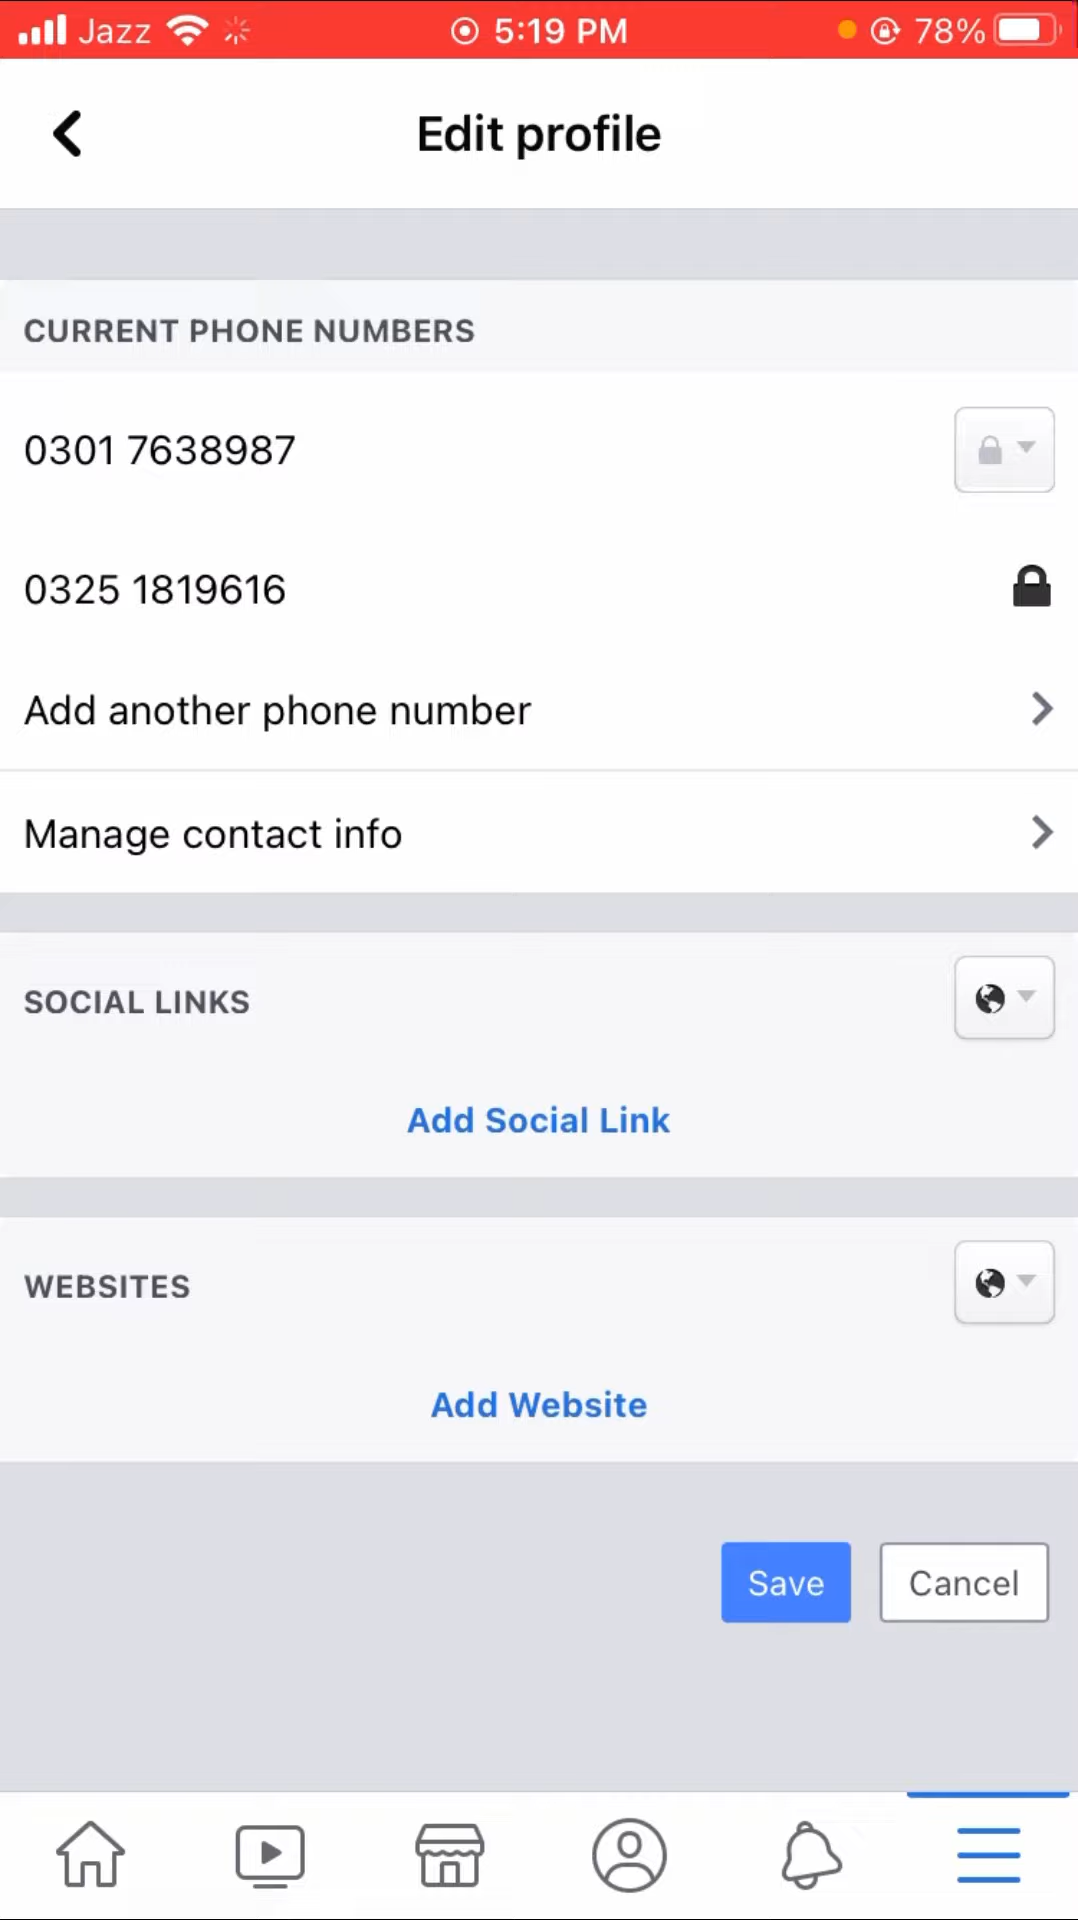 Jazz 5:19 PM 78%
Edit profile
CURRENT PHONE NUMBERS
0301 7638987
0325 1819616
Add another phone number
Manage contact info
SOCIAL LINKS
Add Social Link
WEBSITES
Add Website
Save Cancel